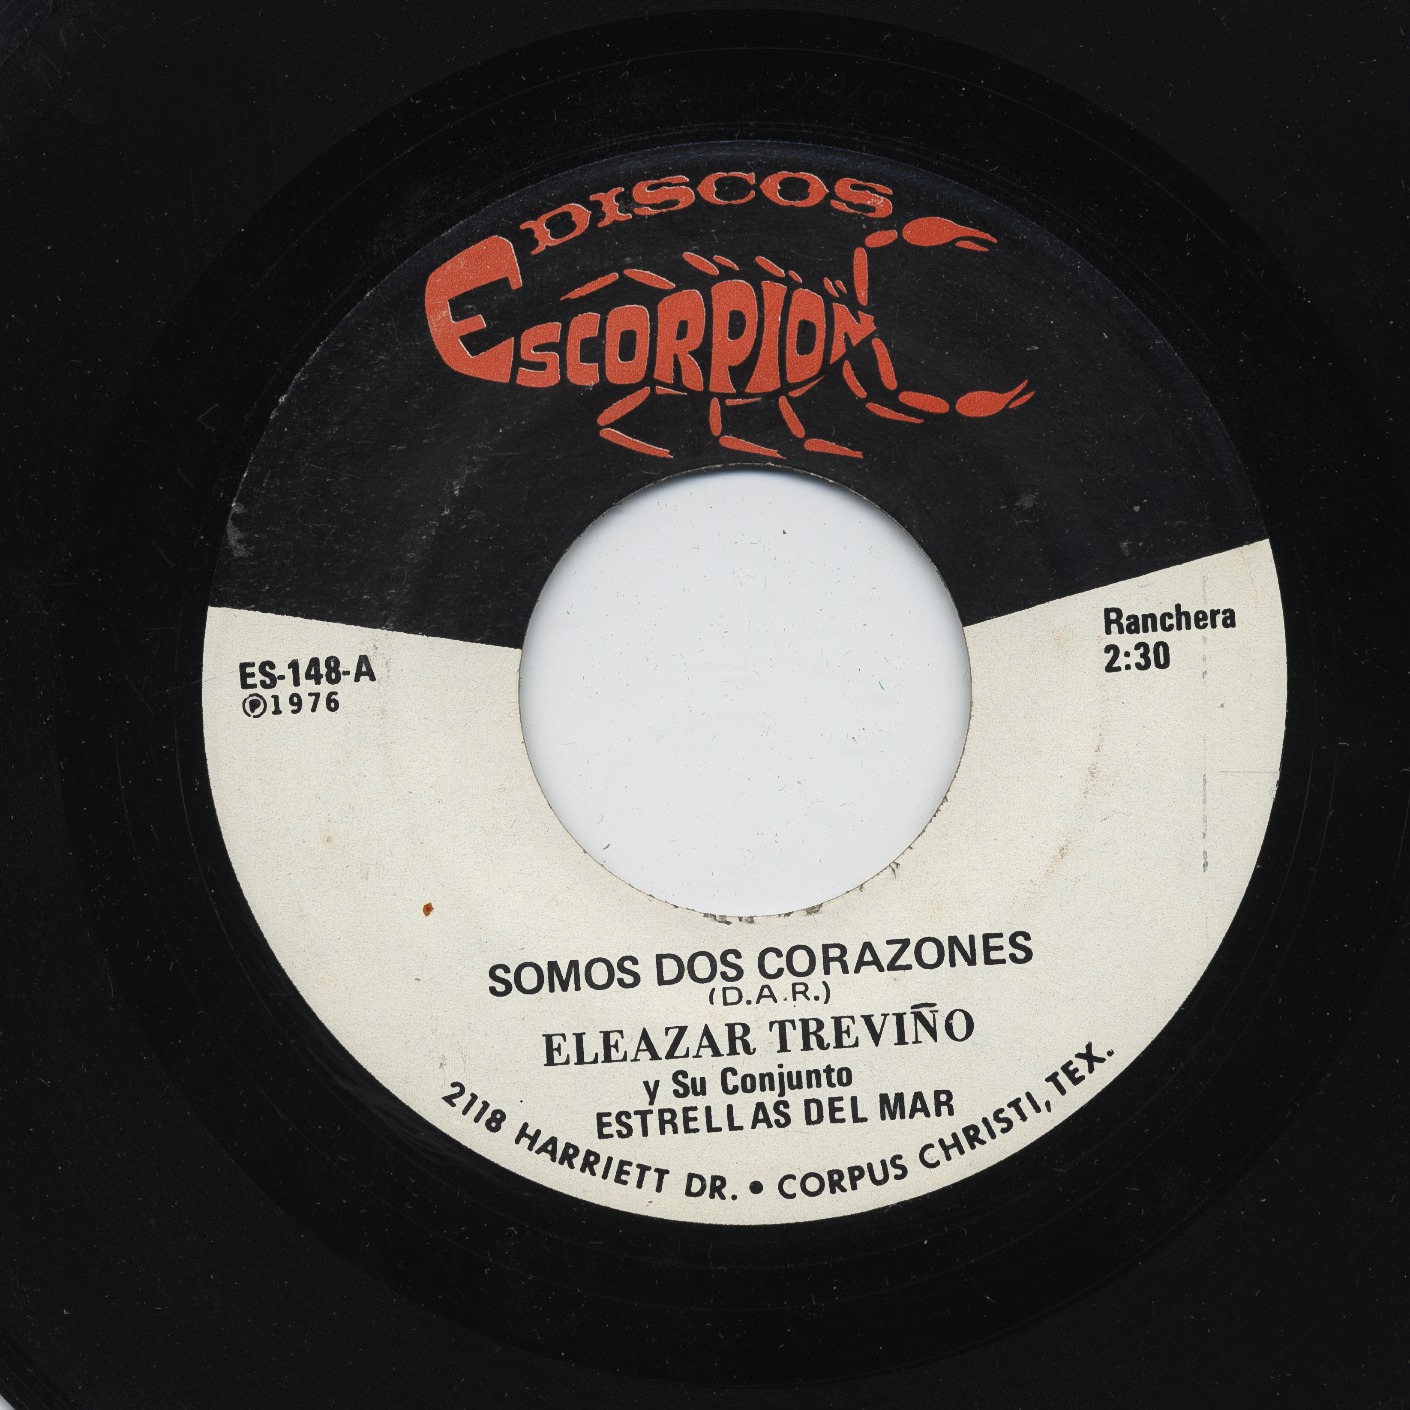 DISCOS
ESCORPION
ES-148-A
Ⓟ1976
Ranchera
2:30
SOMOS DOS CORAZONES
(D.A.R.)
ELEAZAR TREVIÑO
y Su Conjunto
ESTRELLAS DEL MAR
2118 HARRIETT DR. • CORPUS CHRISTI, TEX.